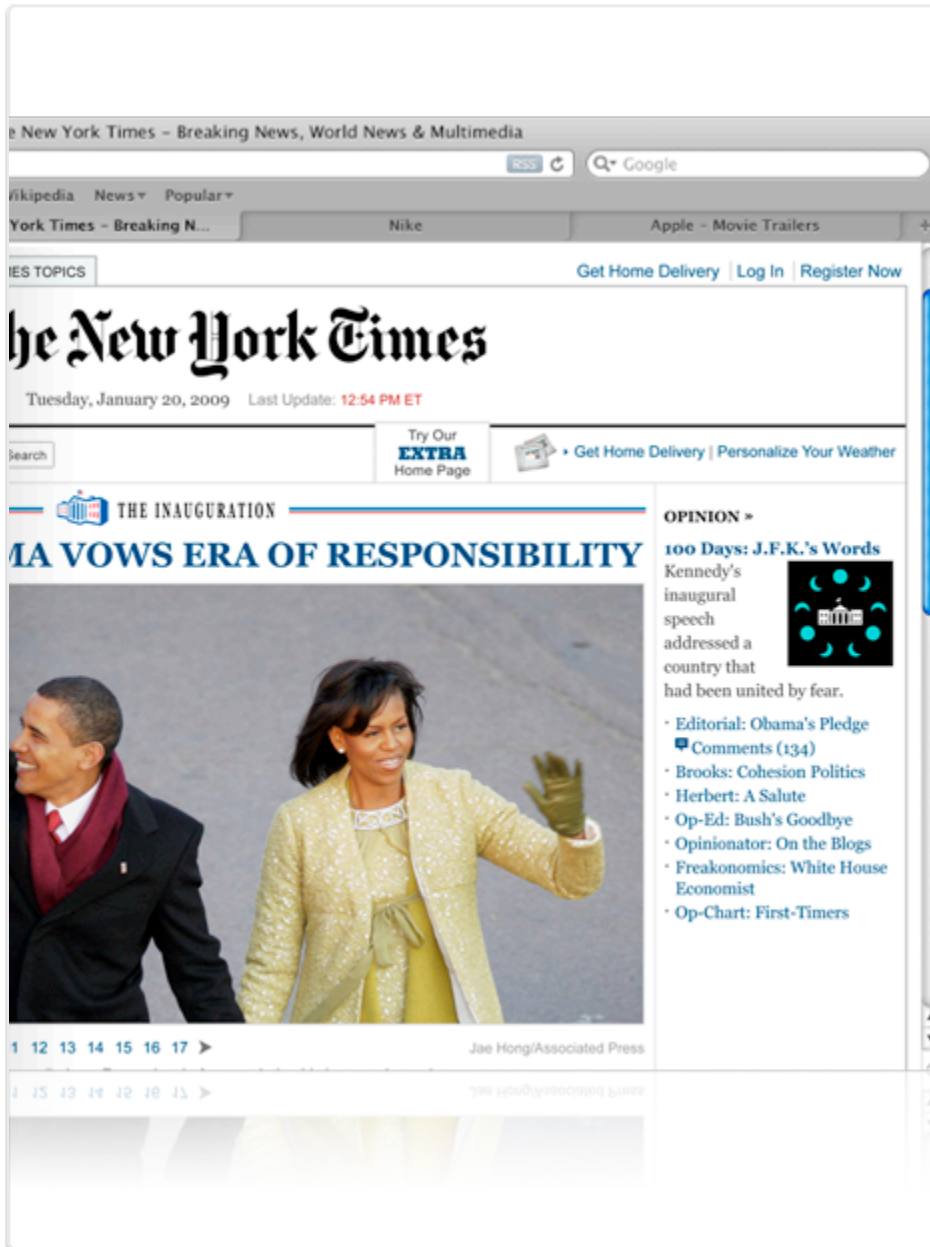 e New York Times – Breaking News, World News & Multimedia
RSS Google
Wikipedia News Popular
York Times – Breaking N... Nike Apple – Movie Trailers +
ES TOPICS
Get Home Delivery Log In Register Now
he New York Times
Tuesday, January 20, 2009 Last Update: 12:54 PM ET
Search
Try Our
EXTRA
Home Page
Get Home Delivery | Personalize Your Weather
THE INAUGURATION
MA VOWS ERA OF RESPONSIBILITY
1 12 13 14 15 16 17
Jae Hong/Associated Press
OPINION »
100 Days: J.F.K.'s Words
Kennedy's
inaugural
speech
addressed a
country that
had been united by fear.
Editorial: Obama's Pledge
Comments (134)
Brooks: Cohesion Politics
Herbert: A Salute
Op-Ed: Bush's Goodbye
Opinionator: On the Blogs
Freakonomics: White House
Economist
Op-Chart: First-Timers